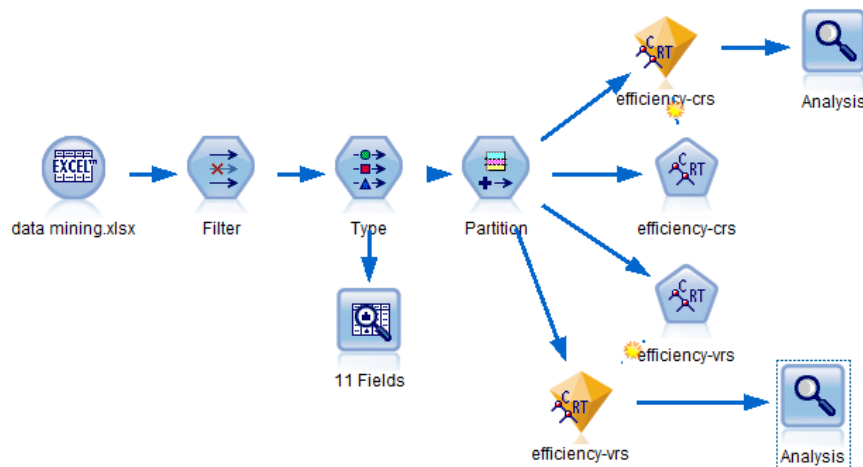 C RT
efficiency-crs
Analysis
EXCEL™
data mining.xlsx
Filter
Type
Partition
C RT
efficiency-crs
11 Fields
C RT
efficiency-vrs
C RT
efficiency-vrs
Analysis